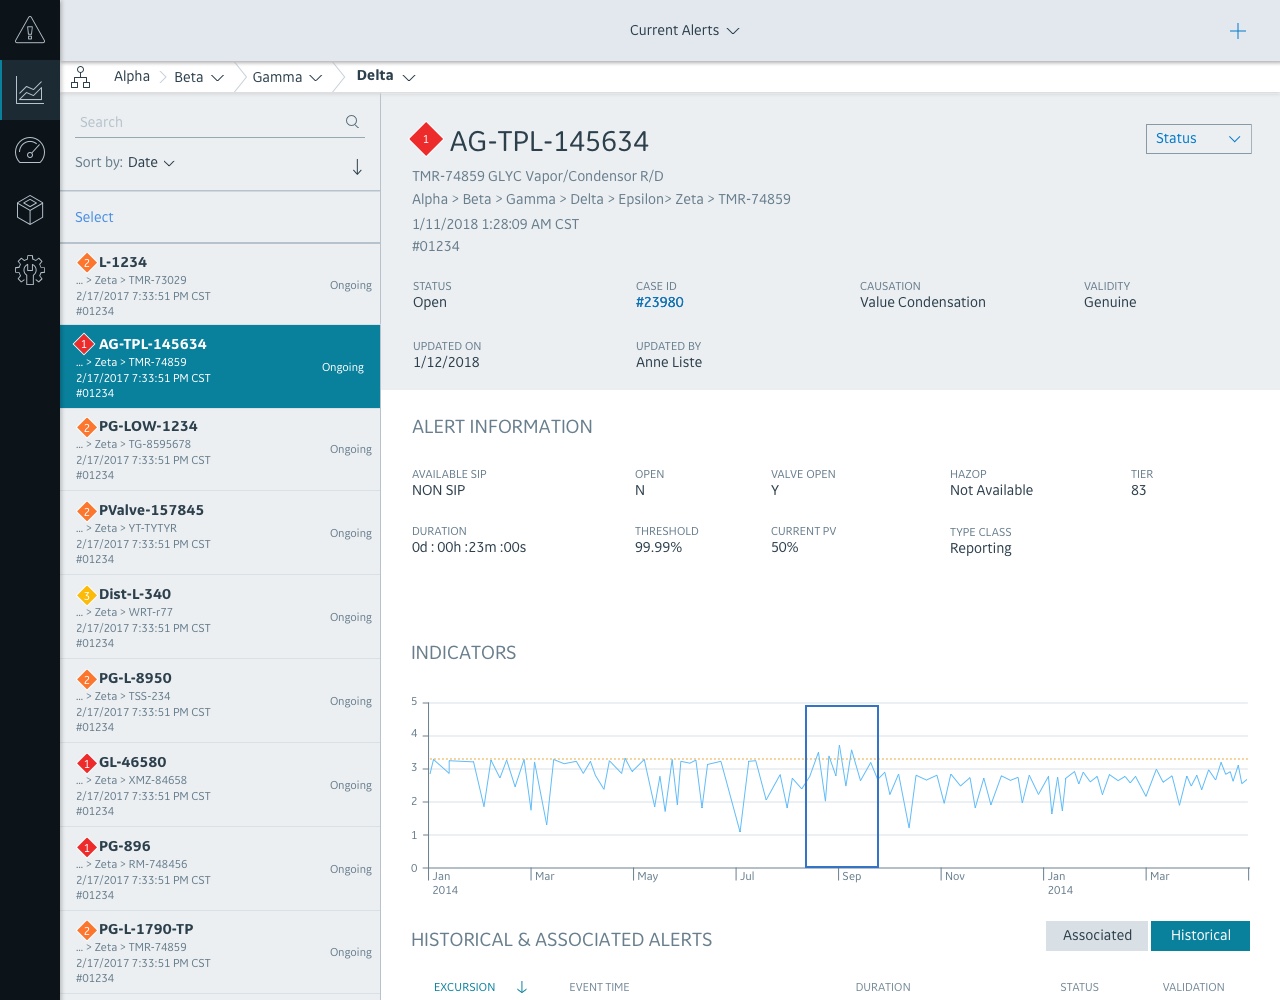 Current Alerts
Alpha Beta Gamma Delta
Search
Sort by: Date
Select
2 L-1234
... > Zeta > TMR-73029
2/17/2017 7:33:51 PM CST
#01234
Ongoing
1 AG-TPL-145634
... > Zeta > TMR-74859
2/17/2017 7:33:51 PM CST
#01234
Ongoing
2 PG-LOW-1234
... > Zeta > TG-8595678
2/17/2017 7:33:51 PM CST
#01234
Ongoing
2 PValve-157845
... > Zeta > YT-TYTYR
2/17/2017 7:33:51 PM CST
#01234
Ongoing
3 Dist-L-340
... > Zeta > WRT-r77
2/17/2017 7:33:51 PM CST
#01234
Ongoing
2 PG-L-8950
... > Zeta > TSS-234
2/17/2017 7:33:51 PM CST
#01234
Ongoing
1 GL-46580
... > Zeta > XMZ-84658
2/17/2017 7:33:51 PM CST
#01234
Ongoing
1 PG-896
... > Zeta > RM-748456
2/17/2017 7:33:51 PM CST
#01234
Ongoing
2 PG-L-1790-TP
... > Zeta > TMR-74859
2/17/2017 7:33:51 PM CST
#01234
Ongoing
1 AG-TPL-145634
Status
TMR-74859 GLYC Vapor/Condensor R/D
Alpha > Beta > Gamma > Delta > Epsilon> Zeta > TMR-74859
1/11/2018 1:28:09 AM CST
#01234
STATUS CASE ID CAUSATION VALIDITY
Open #23980 Value Condensation Genuine
UPDATED ON UPDATED BY
1/12/2018 Anne Liste
ALERT INFORMATION
AVAILABLE SIP OPEN VALVE OPEN HAZOP TIER
NON SIP N Y Not Available 83
DURATION THRESHOLD CURRENT PV TYPE CLASS
0d : 00h :23m :00s 99.99% 50% Reporting
INDICATORS
5
4
3
2
1
0
Jan Mar May Jul Sep Nov Jan Mar
2014 2014
HISTORICAL & ASSOCIATED ALERTS
Associated Historical
EXCURSION EVENT TIME DURATION STATUS VALIDATION